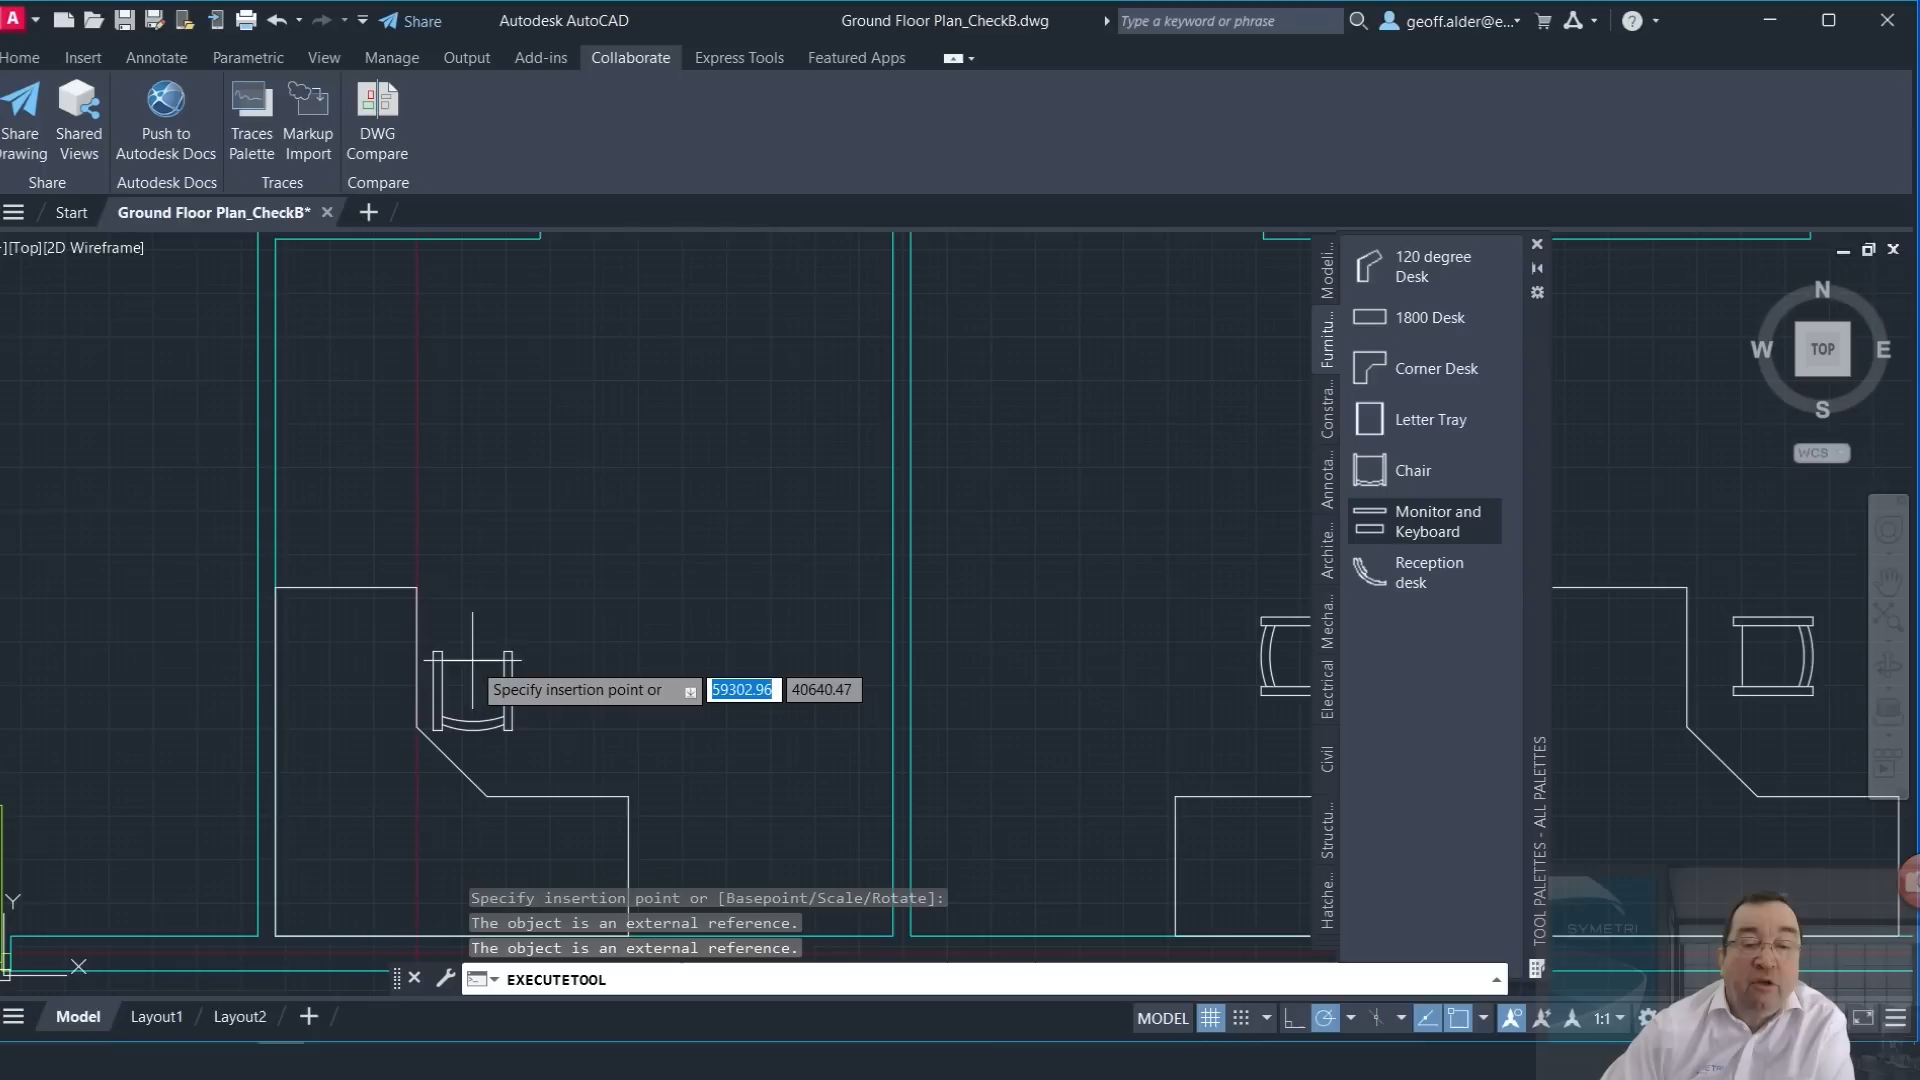 A
Share
Autodesk AutoCAD
Ground Floor Plan_CheckB.dwg
Type a keyword or phrase
geoff.alder@e...
Home
Insert
Annotate
Parametric
View
Manage
Output
Add-ins
Collaborate
Express Tools
Featured Apps
Share
rawing
Shared
Views
Push to
Autodesk Docs
Traces
Palette
Markup
Import
DWG
Compare
Share
Autodesk Docs
Traces
Compare
Start
Ground Floor Plan_CheckB*
-][Top][2D Wireframe]
Modeli...
Furnitu...
Constra...
Annota...
Archite...
Mecha...
Electrical
Civil
Structu...
Hatche...
120 degree
Desk
1800 Desk
Corner Desk
Letter Tray
Chair
Monitor and
Keyboard
Reception
desk
TOOL PALETTES - ALL PALETTES
N
W
TOP
E
S
WCS
Specify insertion point or
59302.96
40640.47
Y
X
Specify insertion point or [Basepoint/Scale/Rotate]:
The object is an external reference.
The object is an external reference.
EXECUTETOOL
SYMETRI
Model
Layout1
Layout2
MODEL
1:1